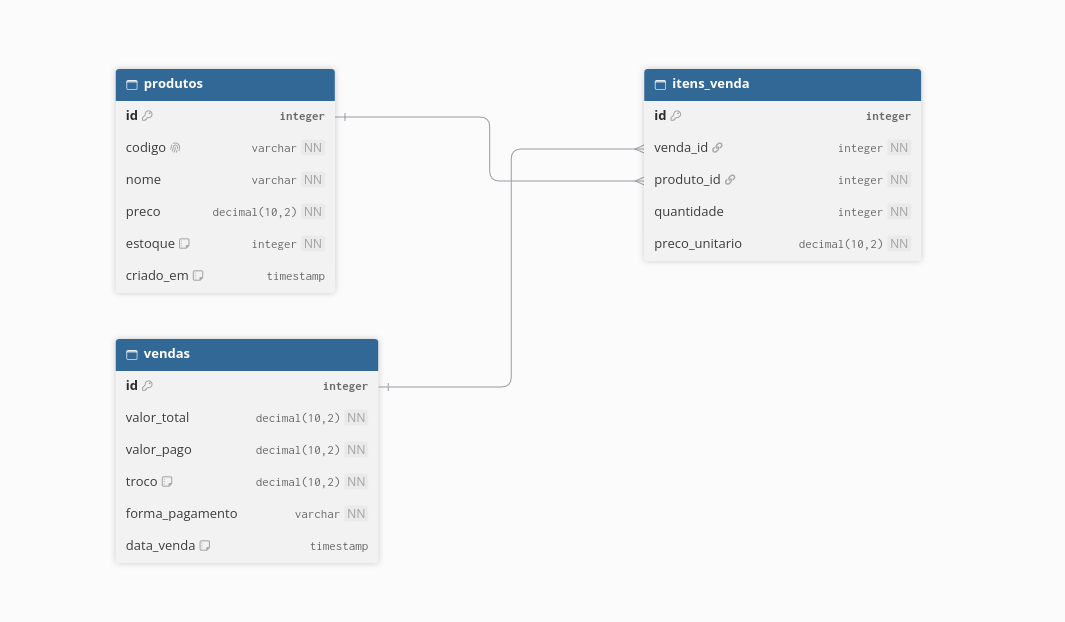 produtos
id integer
codigo varchar NN
nome varchar NN
preco decimal(10,2) NN
estoque integer NN
criado_em timestamp
itens_venda
id integer
venda_id integer NN
produto_id integer NN
quantidade integer NN
preco_unitario decimal(10,2) NN
vendas
id integer
valor_total decimal(10,2) NN
valor_pago decimal(10,2) NN
troco decimal(10,2) NN
forma_pagamento varchar NN
data_venda timestamp